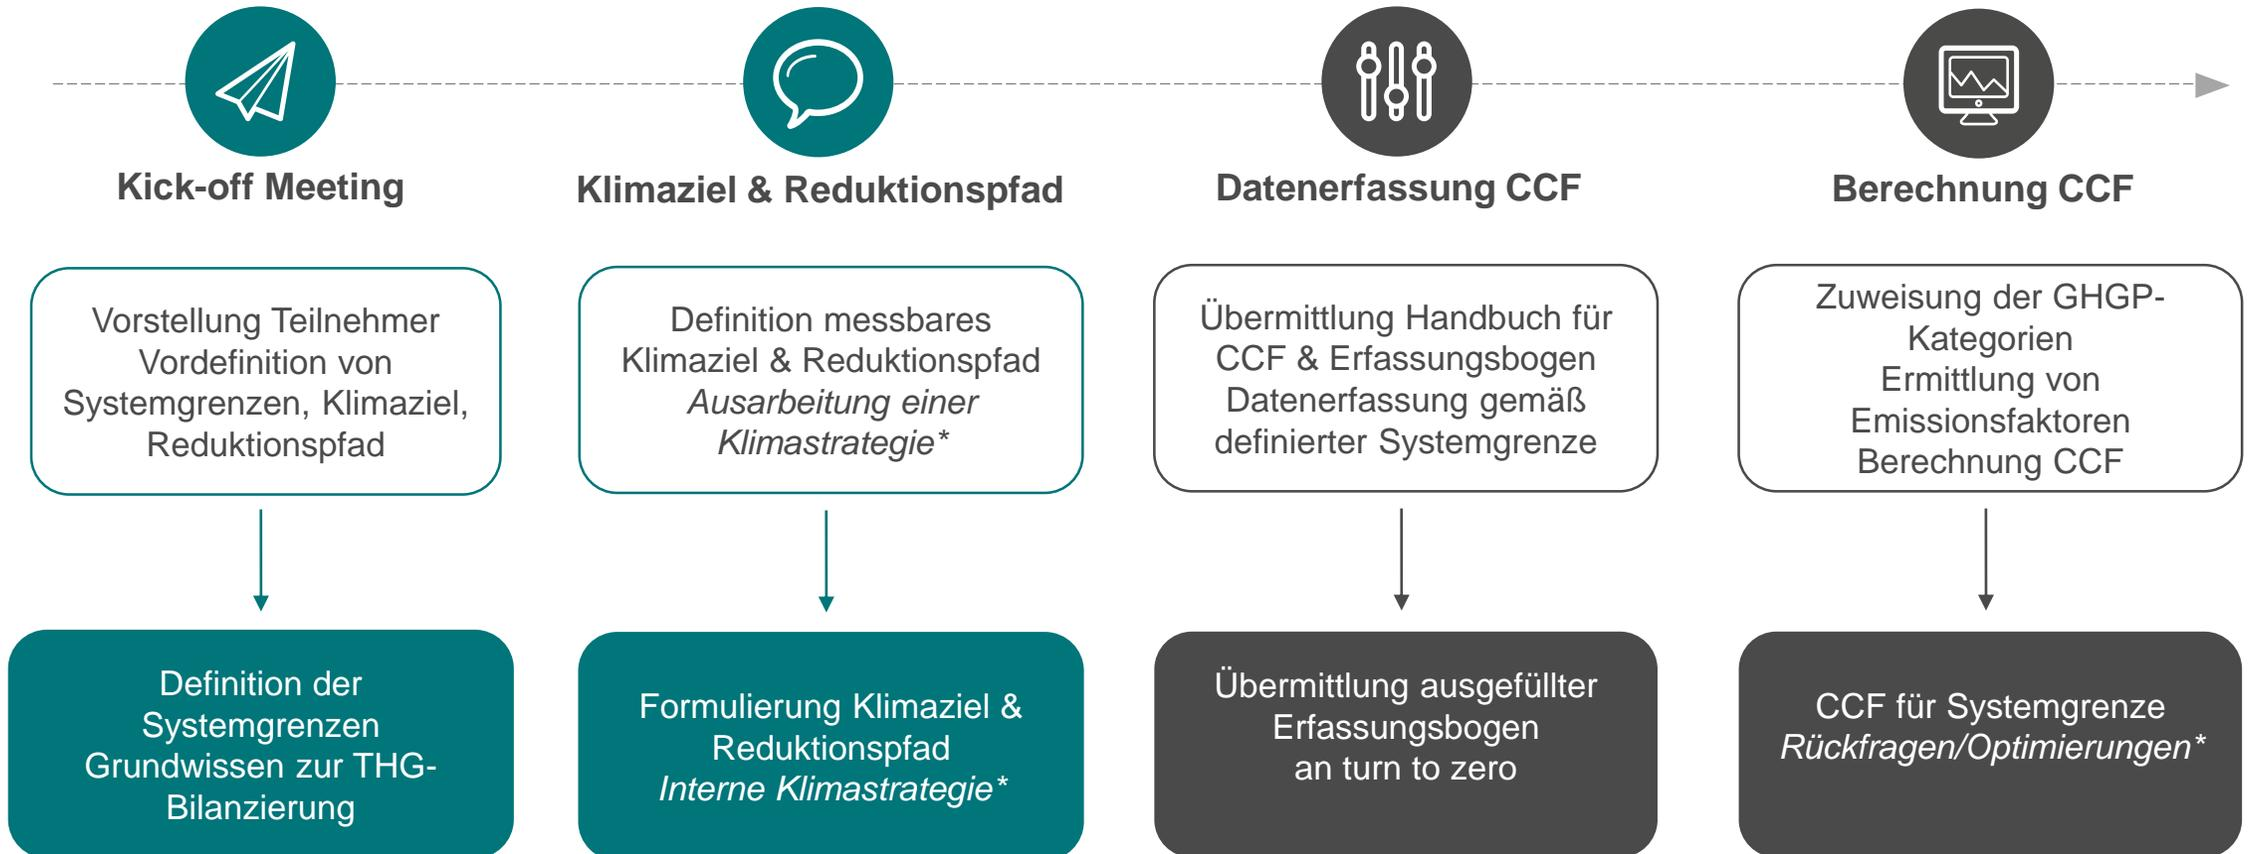 Kick-off Meeting
Klimaziel & Reduktionspfad
Datenerfassung CCF
Berechnung CCF
Vorstellung Teilnehmer
Vordefinition von
Systemgrenzen, Klimaziel,
Reduktionspfad
Definition messbares
Klimaziel & Reduktionspfad
Ausarbeitung einer
Klimastrategie*
Übermittlung Handbuch für
CCF & Erfassungsbogen
Datenerfassung gemäß
definierter Systemgrenze
Zuweisung der GHGP-
Kategorien
Ermittlung von
Emissionsfaktoren
Berechnung CCF
Definition der
Systemgrenzen
Grundwissen zur THG-
Bilanzierung
Formulierung Klimaziel &
Reduktionspfad
Interne Klimastrategie*
Übermittlung ausgefüllter
Erfassungsbogen
an turn to zero
CCF für Systemgrenze
Rückfragen/Optimierungen*